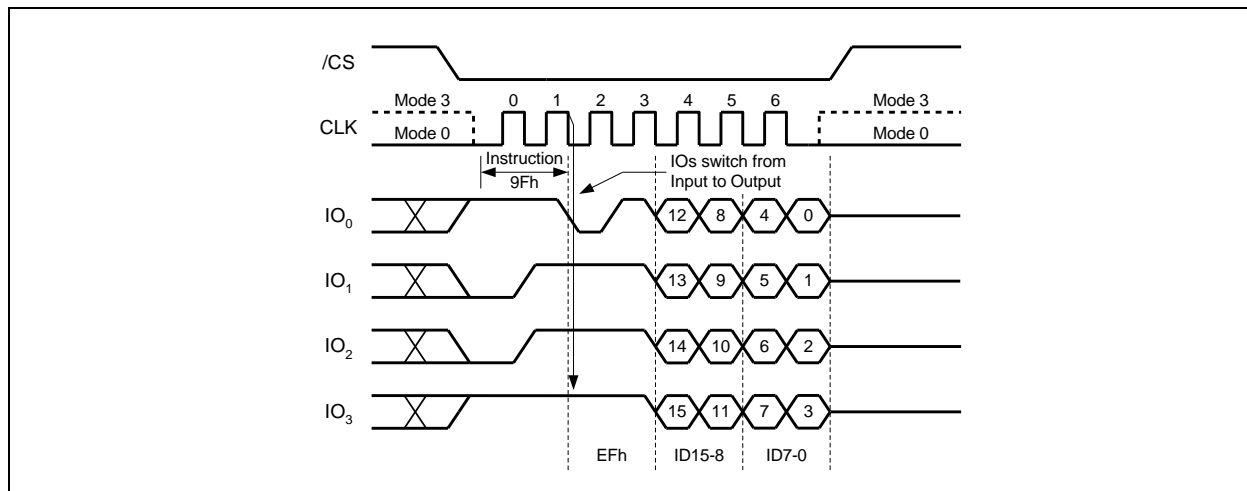 /CS
Mode 3 0 1 2 3 4 5 6 Mode 3
CLK
Mode 0 Mode 0
Instruction
9Fh
IOs switch from
Input to Output
IO0 12 8 4 0
IO1 13 9 5 1
IO2 14 10 6 2
IO3 15 11 7 3
EFh ID15-8 ID7-0